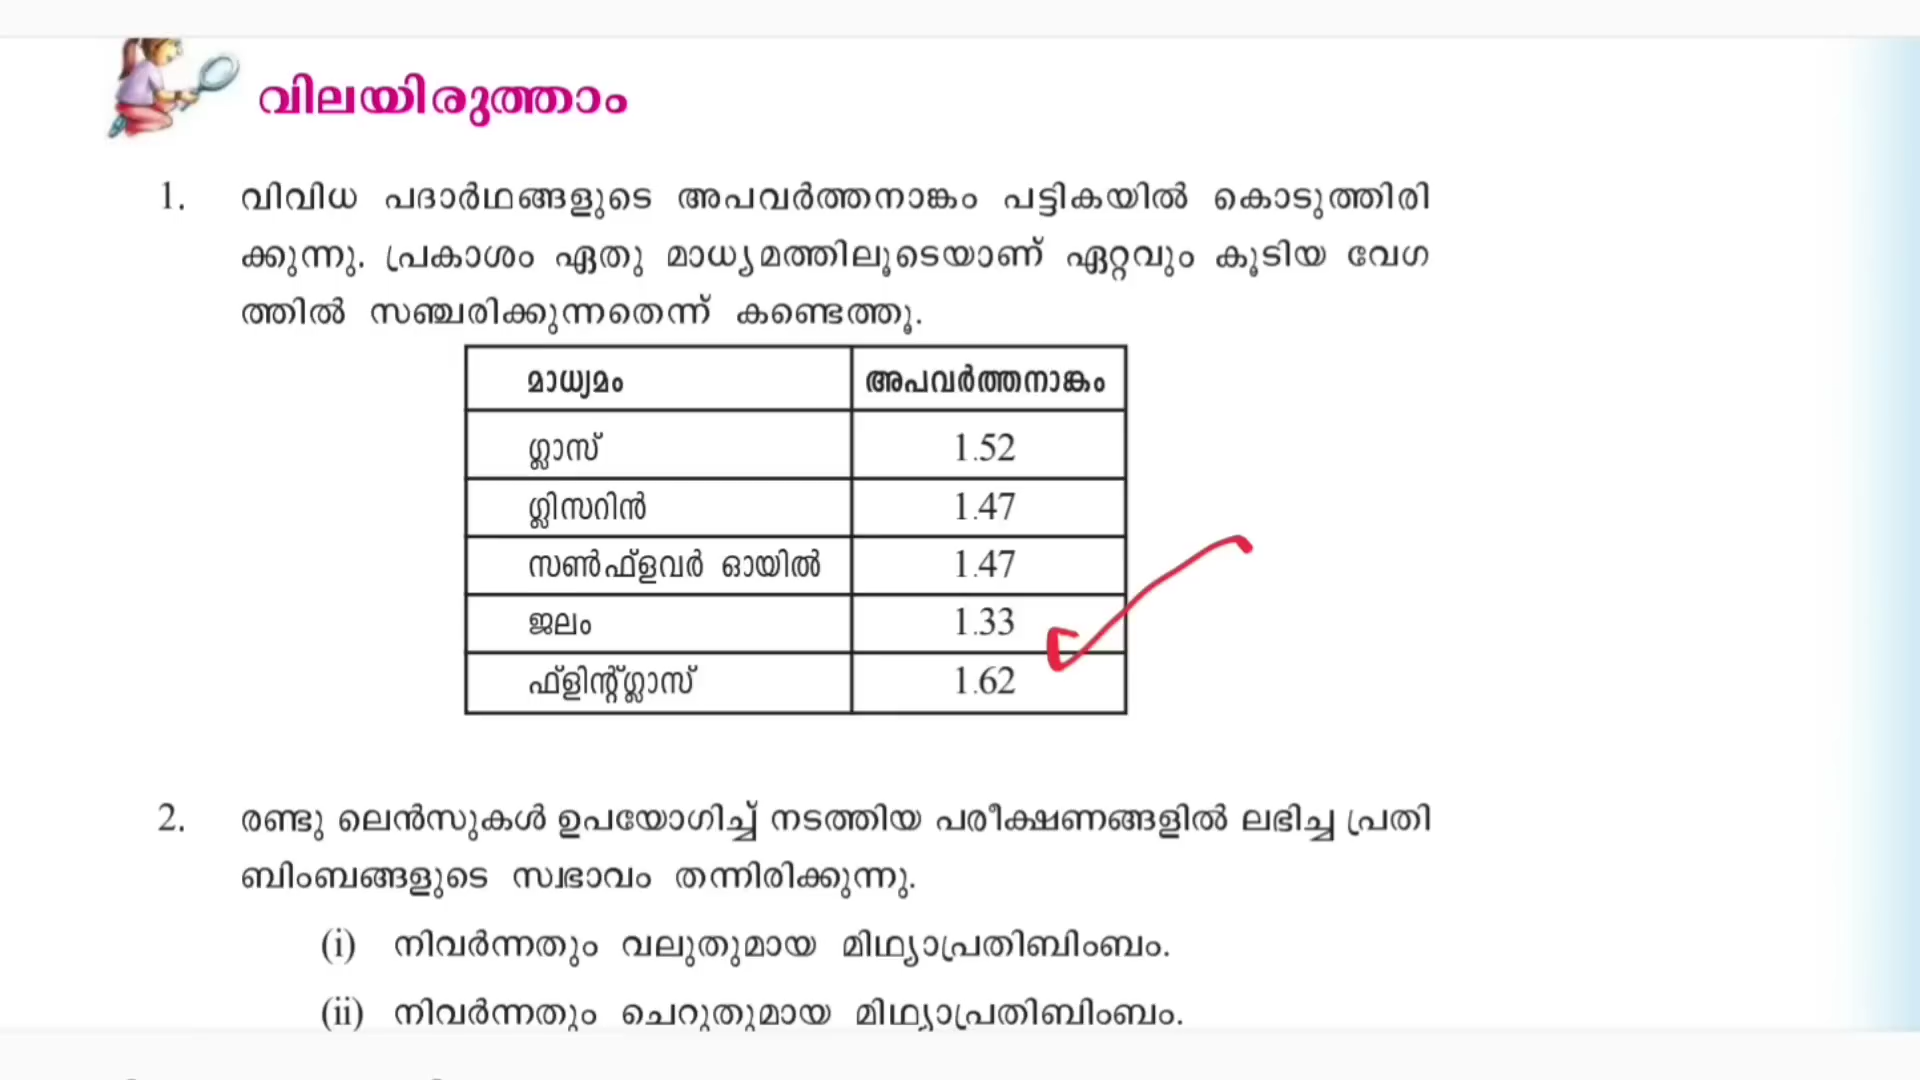 വിലയിരുത്താം
1. വിവിധ പദാർഥങ്ങളുടെ അപവർത്തനാങ്കം പട്ടികയിൽ കൊടുത്തിരി
ക്കുന്നു. പ്രകാശം ഏതു മാധ്യമത്തിലൂടെയാണ് ഏറ്റവും കൂടിയ വേഗ
ത്തിൽ സഞ്ചരിക്കുന്നതെന്ന് കണ്ടെത്തൂ.
മാധ്യമം അപവർത്തനാങ്കം
ഗ്ലാസ് 1.52
ഗ്ലിസറിൻ 1.47
സൺഫ്ളവർ ഓയിൽ 1.47
ജലം 1.33
ഫ്ളിന്റ്ഗ്ലാസ് 1.62
2. രണ്ടു ലെൻസുകൾ ഉപയോഗിച്ച് നടത്തിയ പരീക്ഷണങ്ങളിൽ ലഭിച്ച പ്രതി
ബിംബങ്ങളുടെ സ്വഭാവം തന്നിരിക്കുന്നു.
(i) നിവർന്നതും വലുതുമായ മിഥ്യാപ്രതിബിംബം.
(ii) നിവർന്നതും ചെറുതുമായ മിഥ്യാപ്രതിബിംബം.